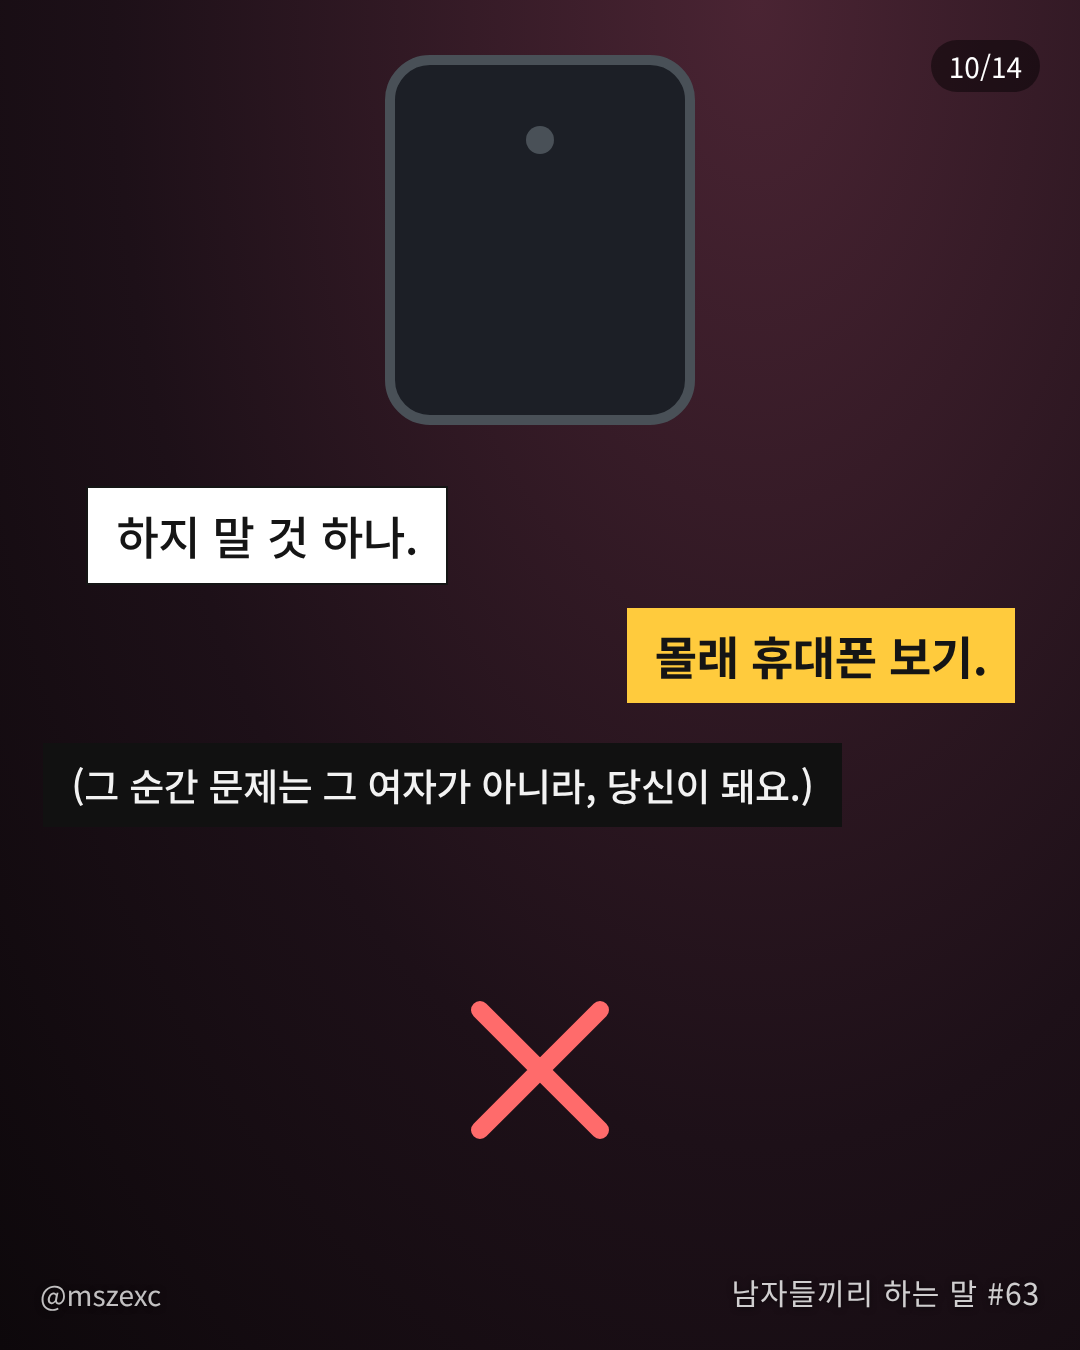 10/14
하지 말 것 하나.
몰래 휴대폰 보기.
(그 순간 문제는 그 여자가 아니라, 당신이 돼요.)
@mszexc
남자들끼리 하는 말 #63